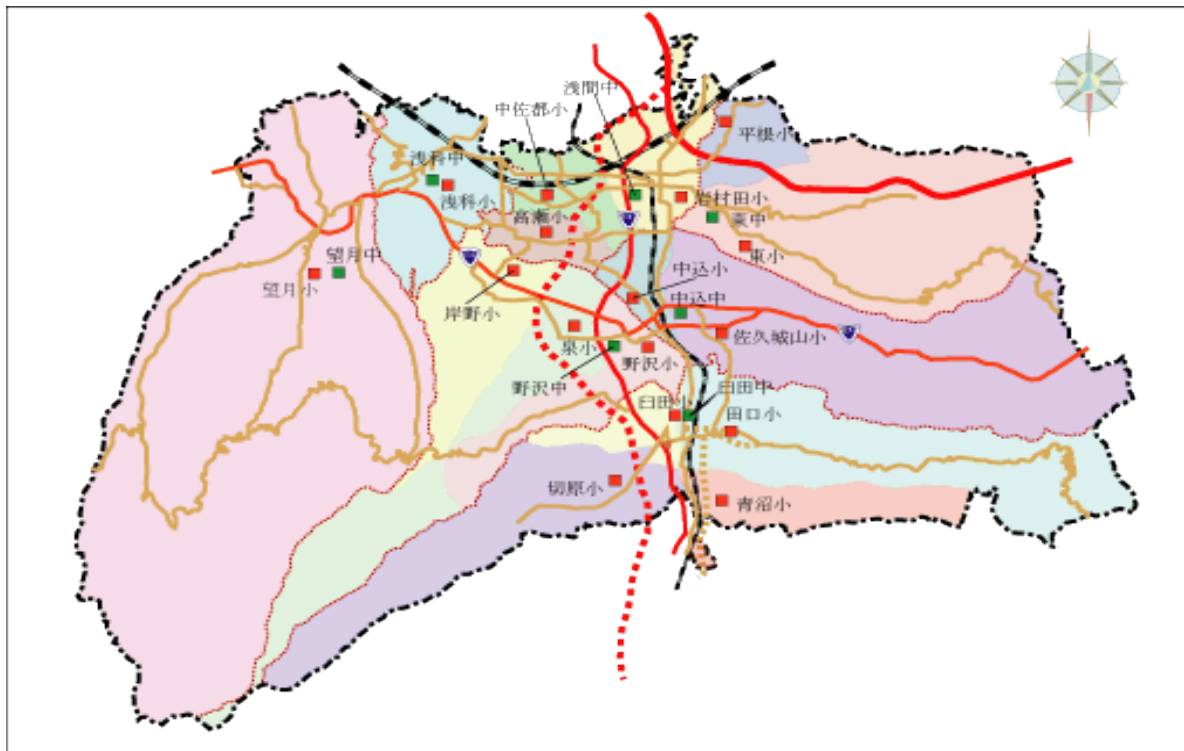 浅間中
中佐都小
平根小
浅科中
浅科小
岩村田小
高瀬小
東中
東小
望月中
望月小
中込小
中込中
岸野小
佐久城山小
泉小
野沢小
野沢中
臼田中
臼田小
田口小
切原小
青沼小